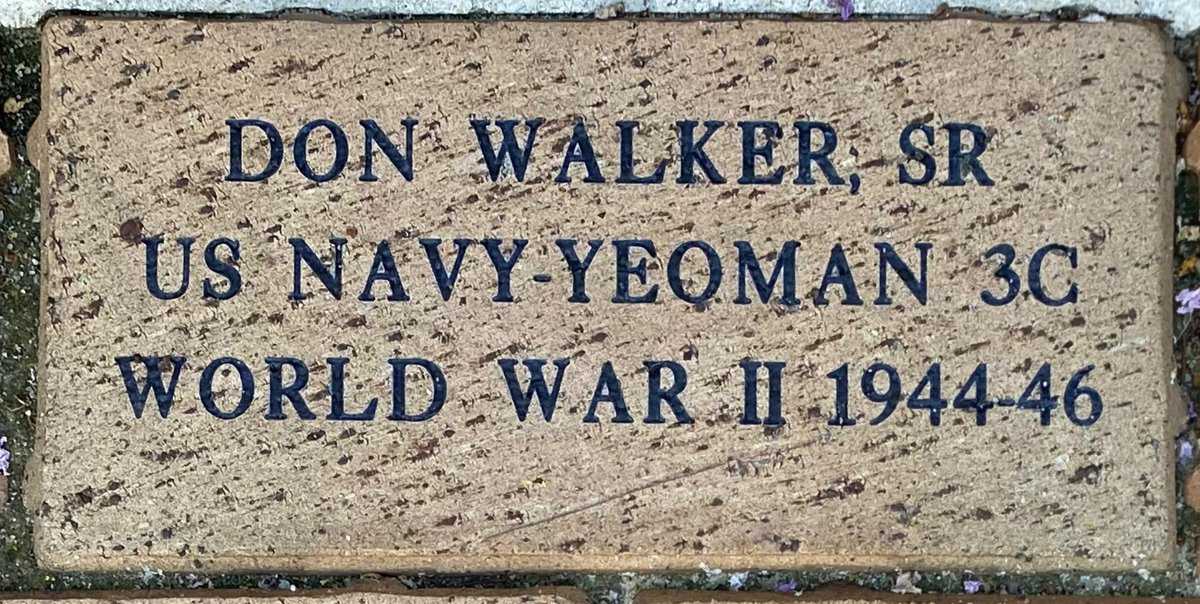 DON WALKER, SR
US NAVY-YEOMAN 3C
WORLD WAR II 1944-46